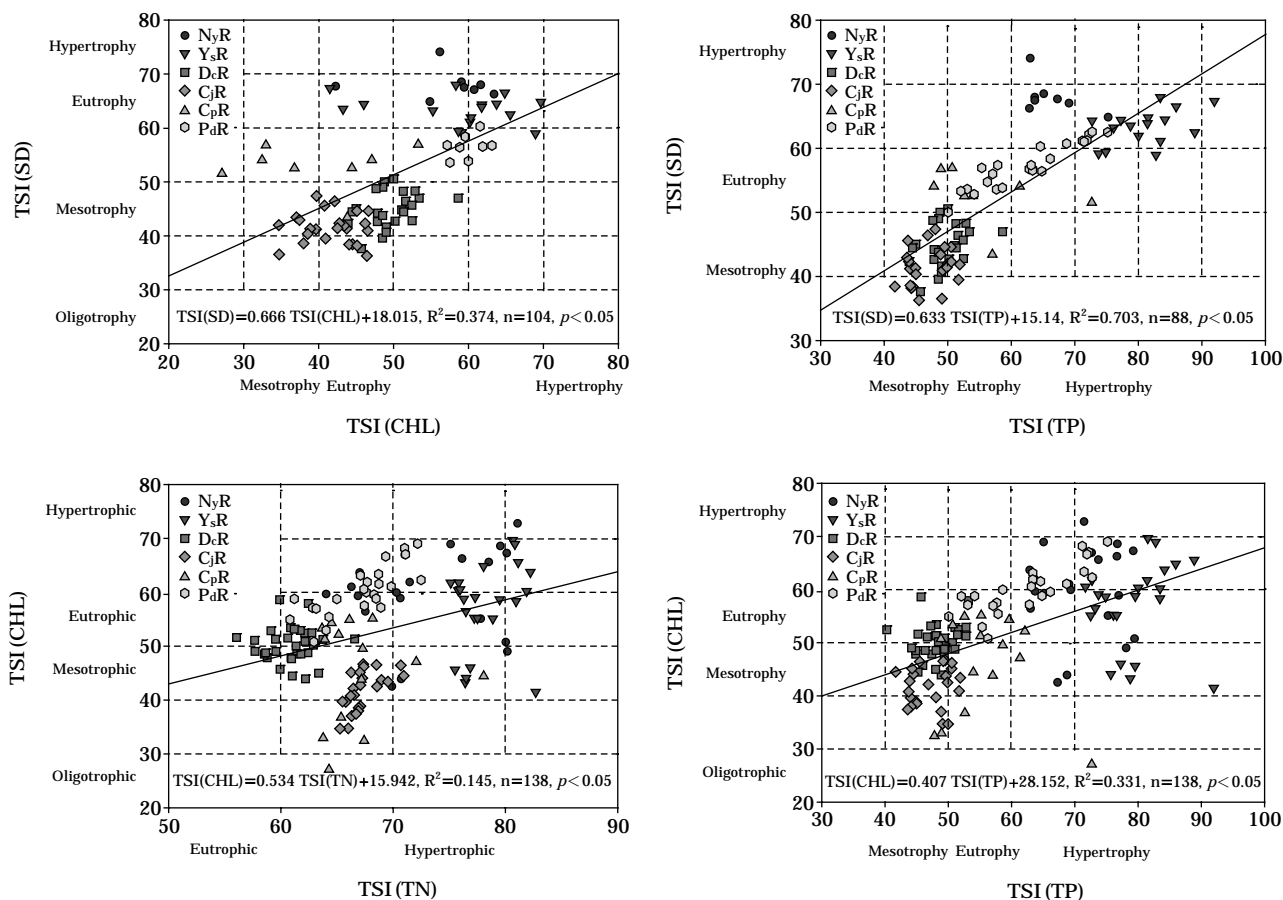 80
70
60
50
40
30
20
Hypertrophy
Eutrophy
Mesotrophy
Oligotrophy
TSI (SD)
NyR
YsR
DcR
CjR
CpR
PdR
TSI(SD)=0.666 TSI(CHL)+18.015, R²=0.374, n=104, p<0.05
20 30 40 50 60 70 80
Mesotrophy Eutrophy Hypertrophy
TSI (CHL)
80
70
60
50
40
30
Hypertrophy
Eutrophy
Mesotrophy
TSI (SD)
NyR
YsR
DcR
CjR
CpR
PdR
TSI(SD)=0.633 TSI(TP)+15.14, R²=0.703, n=88, p<0.05
30 40 50 60 70 80 90 100
Mesotrophy Eutrophy Hypertrophy
TSI (TP)
80
70
60
50
40
30
20
Hypertrophic
Eutrophic
Mesotrophic
Oligotrophic
TSI (CHL)
NyR
YsR
DcR
CjR
CpR
PdR
TSI(CHL)=0.534 TSI(TN)+15.942, R²=0.145, n=138, p<0.05
50 60 70 80 90
Eutrophic Hypertrophic
TSI (TN)
80
70
60
50
40
30
20
Hypertrophy
Eutrophy
Mesotrophy
Oligotrophic
TSI (CHL)
NyR
YsR
DcR
CjR
CpR
PdR
TSI(CHL)=0.407 TSI(TP)+28.152, R²=0.331, n=138, p<0.05
30 40 50 60 70 80 90 100
Mesotrophy Eutrophy Hypertrophy
TSI (TP)